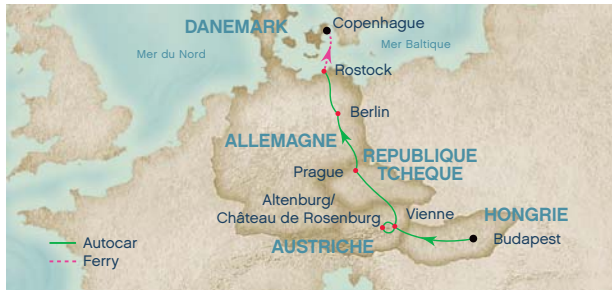 DANEMARK
Copenhague
Mer du Nord
Mer Baltique
Rostock
Berlin
ALLEMAGNE
REPUBLIQUE
TCHEQUE
Prague
Altenburg/
Château de Rosenburg
Vienne
HONGRIE
AUSTRICHE
Budapest
Autocar
Ferry